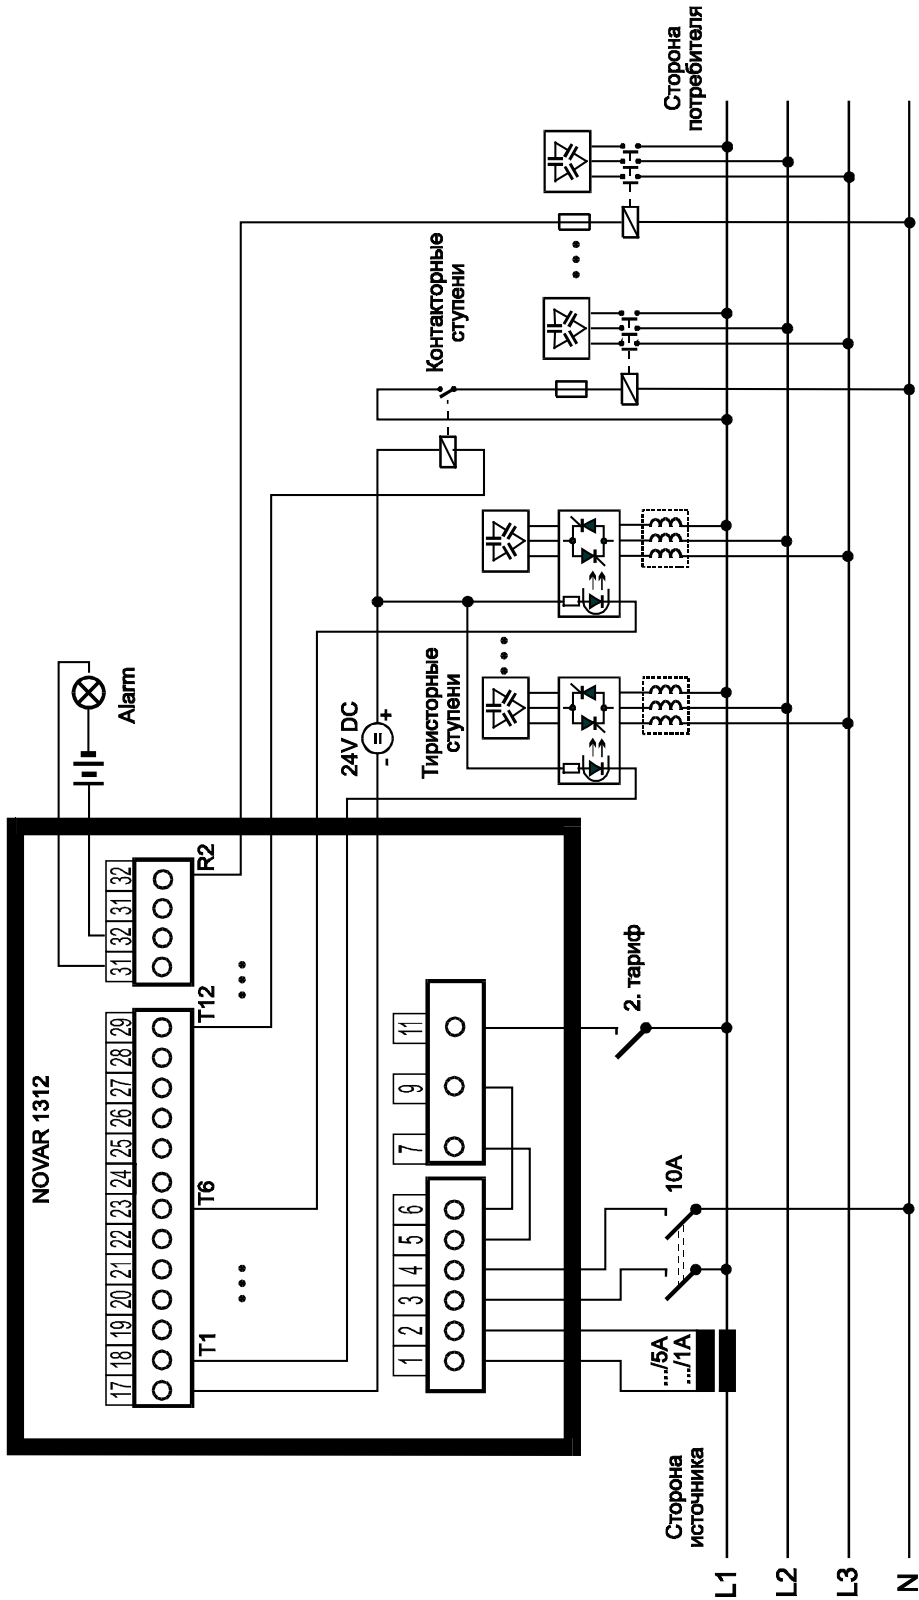 NOVAR 1312
17 18 19 20 21 22 23 24 25 26 27 28 29
31 32 31 32
T1
T6
T12
R2
1 2 3 4 5 6
7 9 11
Alarm
24V DC
- = +
Тиристорные
ступени
Контакторные
ступени
.../5A
.../1A
10A
2. тариф
Сторона
источника
Сторона
потребителя
L1
L2
L3
N